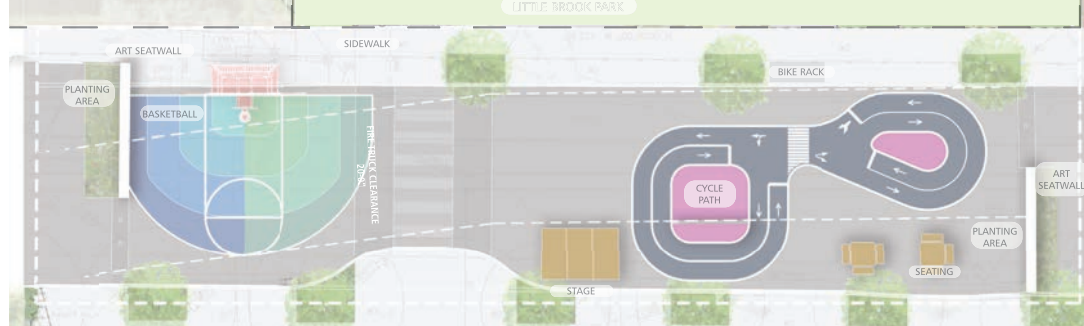 LITTLE BROOK PARK
SIDEWALK
ART SEATWALL
BIKE RACK
PLANTING
AREA
BASKETBALL
FIRE TRUCK CLEARANCE
CYCLE
PATH
ART
SEATWALL
PLANTING
AREA
SEATING
STAGE